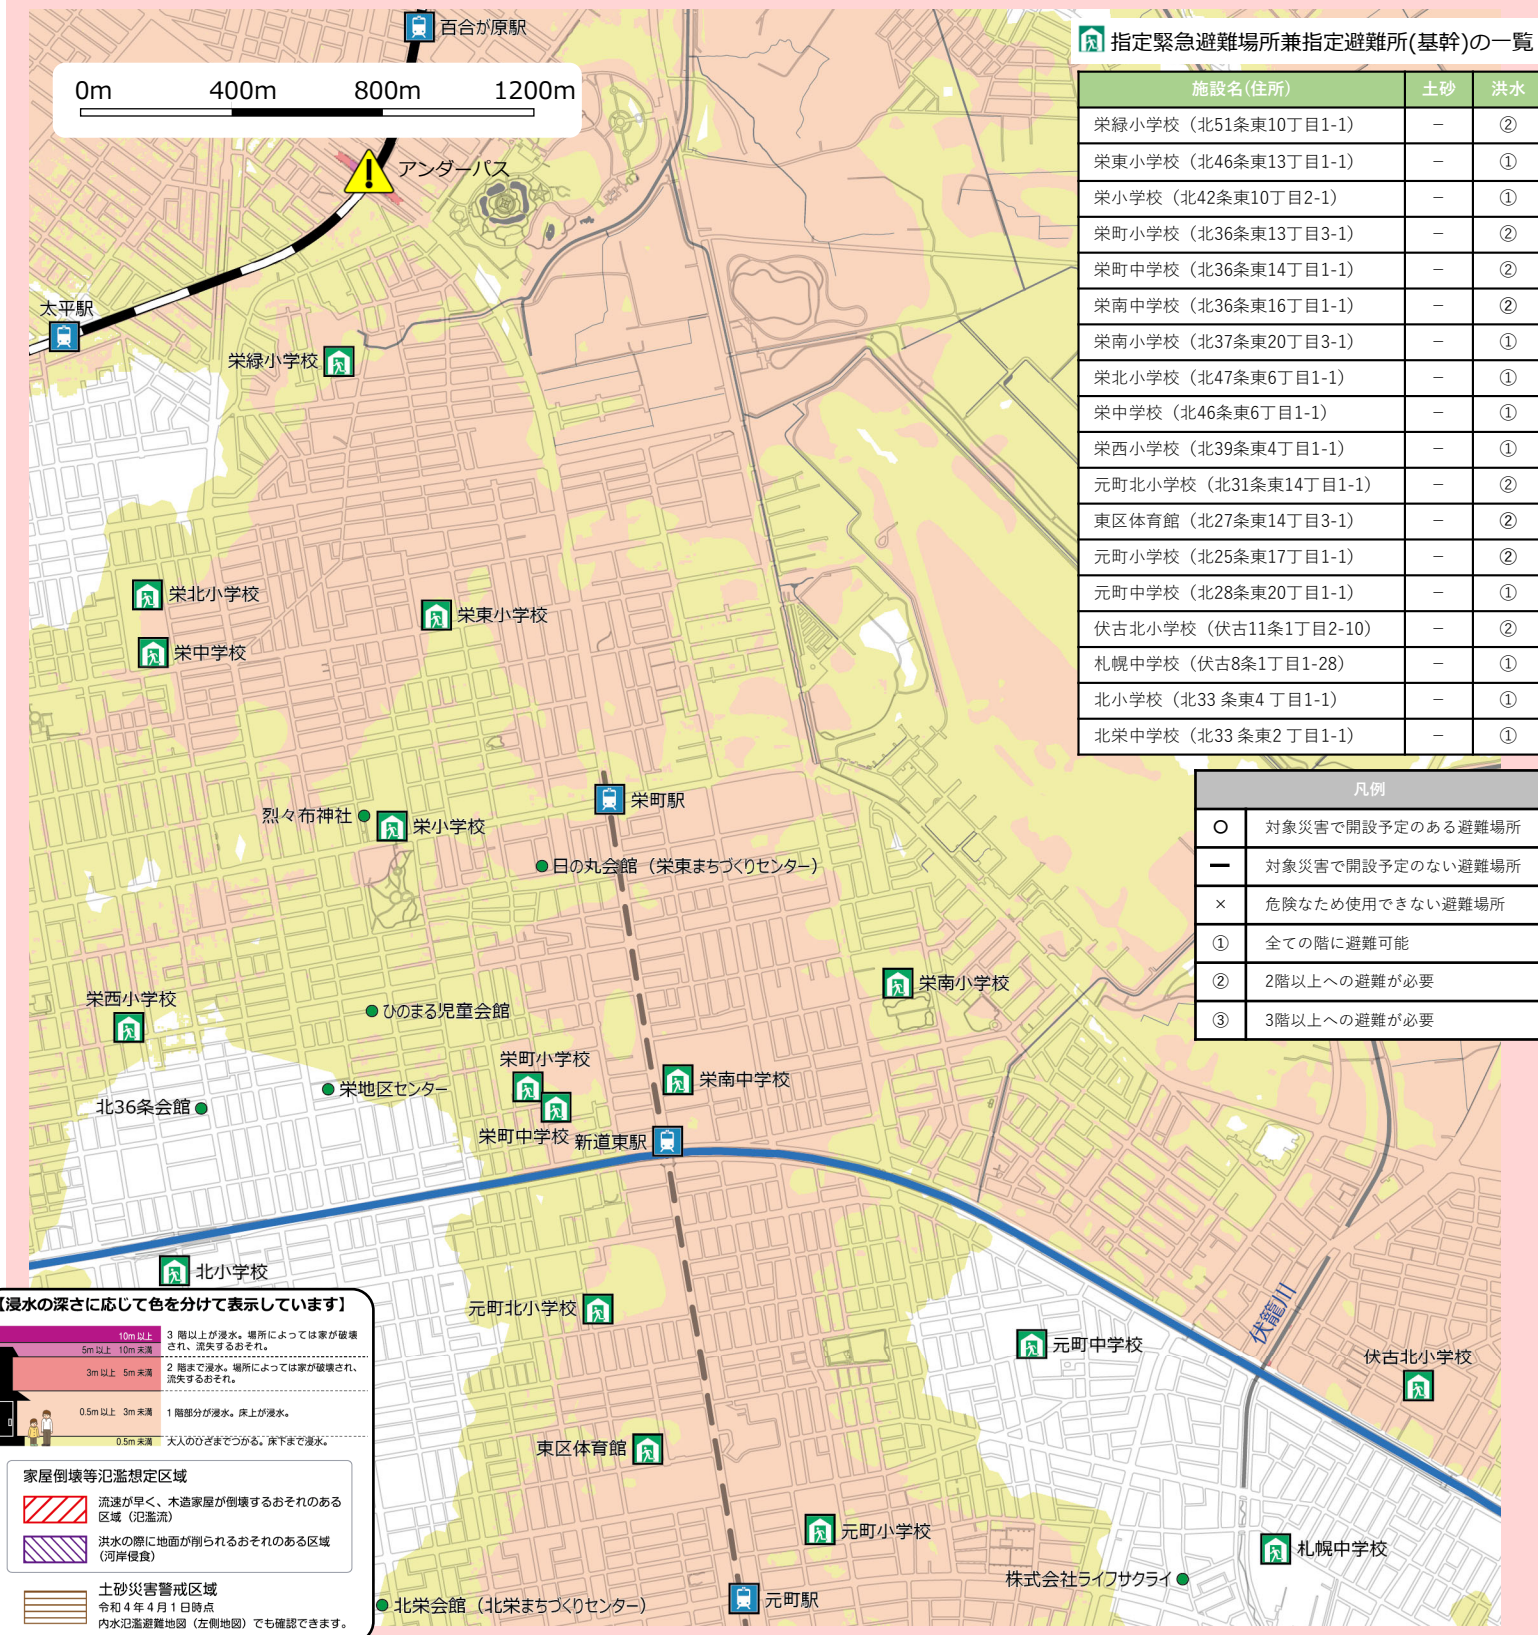 百合が原駅
0m 400m 800m 1200m
アンダーパス
太平駅
栄緑小学校
栄北小学校
栄東小学校
栄中学校
栄町駅
烈々布神社
栄小学校
日の丸会館（栄東まちづくりセンター）
栄南小学校
栄西小学校
ひのまる児童会館
栄町小学校
栄南中学校
栄地区センター
北36条会館
栄町中学校
新道東駅
北小学校
元町北小学校
伏籠川
元町中学校
伏古北小学校
東区体育館
元町小学校
札幌中学校
株式会社ライフサクライ
元町駅
北栄会館（北栄まちづくりセンター）
指定緊急避難場所兼指定避難所(基幹)の一覧
施設名(住所) 土砂 洪水
栄緑小学校（北51条東10丁目1-1） － ②
栄東小学校（北46条東13丁目1-1） － ①
栄小学校（北42条東10丁目2-1） － ①
栄町小学校（北36条東13丁目3-1） － ②
栄町中学校（北36条東14丁目1-1） － ②
栄南中学校（北36条東16丁目1-1） － ②
栄南小学校（北37条東20丁目3-1） － ①
栄北小学校（北47条東6丁目1-1） － ①
栄中学校（北46条東6丁目1-1） － ①
栄西小学校（北39条東4丁目1-1） － ①
元町北小学校（北31条東14丁目1-1） － ②
東区体育館（北27条東14丁目3-1） － ②
元町小学校（北25条東17丁目1-1） － ②
元町中学校（北28条東20丁目1-1） － ①
伏古北小学校（伏古11条1丁目2-10） － ②
札幌中学校（伏古8条1丁目1-28） － ①
北小学校（北33 条東4 丁目1-1） － ①
北栄中学校（北33 条東2 丁目1-1） － ①
凡例
○ 対象災害で開設予定のある避難場所
ー 対象災害で開設予定のない避難場所
× 危険なため使用できない避難場所
① 全ての階に避難可能
② 2階以上への避難が必要
③ 3階以上への避難が必要
【浸水の深さに応じて色を分けて表示しています】
10m 以上
5m 以上 10m 未満
3 階以上が浸水。場所によっては家が破壊
され、流失するおそれ。
3m 以上 5m 未満
2 階まで浸水。場所によっては家が破壊され、
流失するおそれ。
0.5m 以上 3m 未満
1 階部分が浸水。床上が浸水。
0.5m 未満
大人のひざまでつかる。床下まで浸水。
家屋倒壊等氾濫想定区域
流速が早く、木造家屋が倒壊するおそれのある
区域（氾濫流）
洪水の際に地面が削られるおそれのある区域
（河岸侵食）
土砂災害警戒区域
令和４年４月１日時点
内水氾濫避難地図（左側地図）でも確認できます。